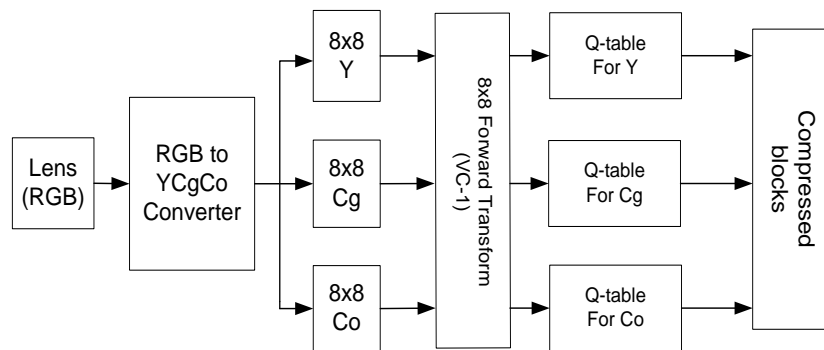 Lens
(RGB)
RGB to
YCgCo
Converter
8x8
Y
8x8
Cg
8x8
Co
8x8 Forward Transform
(VC-1)
Q-table
For Y
Q-table
For Cg
Q-table
For Co
Compressed
blocks